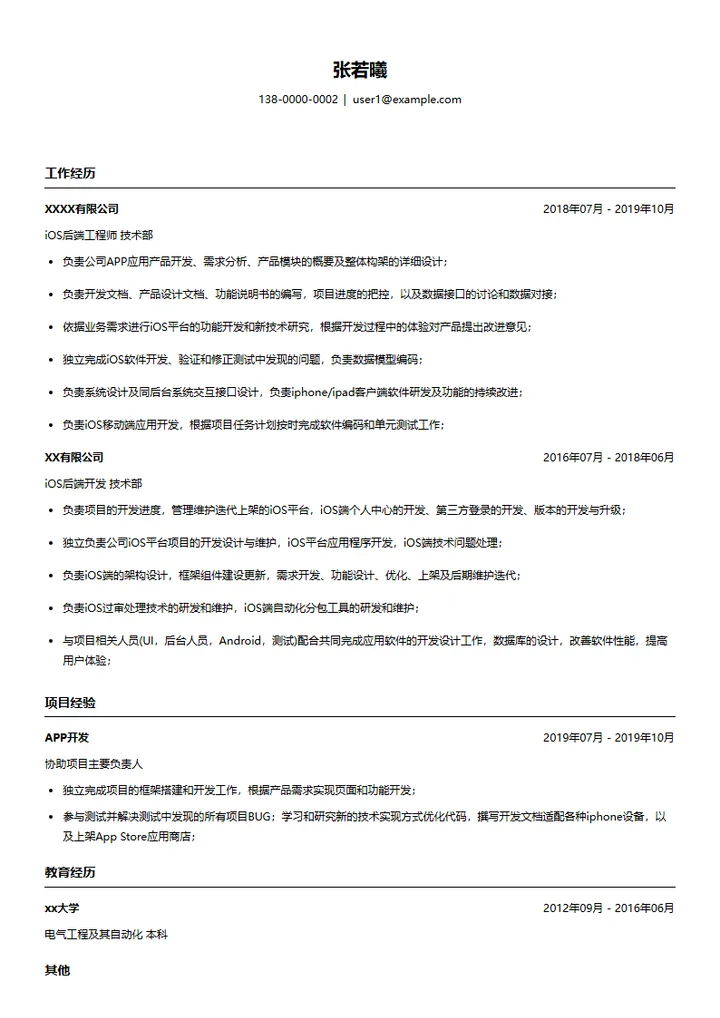 张若曦
138-0000-0002 | user1@example.com
工作经历
XXXX有限公司 2018年07月 - 2019年10月
iOS后端工程师 技术部
• 负责公司APP应用产品开发、需求分析、产品模块的概要及整体构架的详细设计；
• 负责开发文档、产品设计文档、功能说明书的编写，项目进度的把控，以及数据接口的讨论和数据对接；
• 依据业务需求进行iOS平台的功能开发和新技术研究，根据开发过程中的体验对产品提出改进意见；
• 独立完成iOS软件开发、验证和修正测试中发现的问题，负责数据模型编码；
• 负责系统设计及同后台系统交互接口设计，负责iphone/ipad客户端软件研发及功能的持续改进；
• 负责iOS移动端应用开发，根据项目任务计划按时完成软件编码和单元测试工作；
XX有限公司 2016年07月 - 2018年06月
iOS后端开发 技术部
• 负责项目的开发进度，管理维护迭代上架的iOS平台，iOS端个人中心的开发、第三方登录的开发、版本的开发与升级；
• 独立负责公司iOS平台项目的开发设计与维护，iOS平台应用程序开发，iOS端技术问题处理；
• 负责iOS端的架构设计，框架组件建设更新，需求开发、功能设计、优化、上架及后期维护迭代；
• 负责iOS过审处理技术的研发和维护，iOS端自动化分包工具的研发和维护；
• 与项目相关人员(UI，后台人员，Android，测试)配合共同完成应用软件的开发设计工作，数据库的设计，改善软件性能，提高
用户体验；
项目经验
APP开发 2019年07月 - 2019年10月
协助项目主要负责人
• 独立完成项目的框架搭建和开发工作，根据产品需求实现页面和功能开发；
• 参与测试并解决测试中发现的所有项目BUG；学习和研究新的技术实现方式优化代码，撰写开发文档适配各种iphone设备，以
及上架App Store应用商店；
教育经历
xx大学 2012年09月 - 2016年06月
电气工程及其自动化 本科
其他